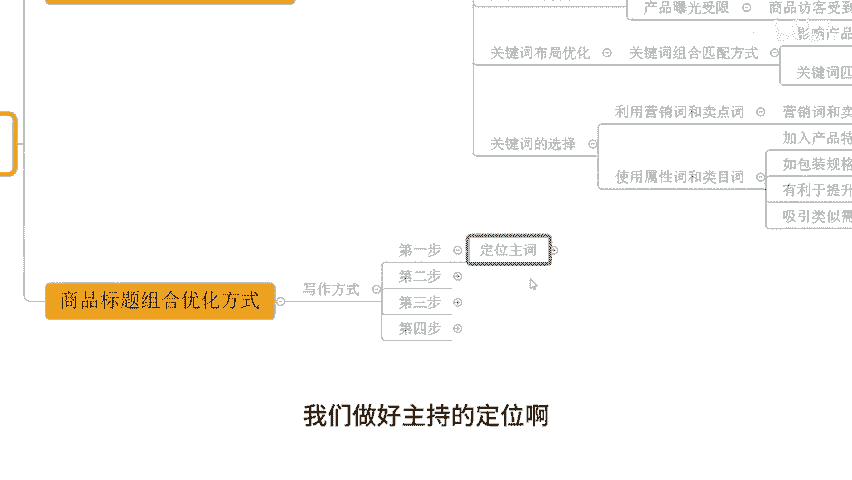 产品曝光受限
商品访客受到
影响产品
关键词布局优化
关键词组合匹配方式
关键词匹
利用营销词和卖点词
营销词和卖
关键词的选择
加入产品特
如包装规格
使用属性词和类目词
有利于提升
吸引类似需
第一步
定位主词
第二步
写作方式
商品标题组合优化方式
第三步
第四步
我们做好主持的定位啊